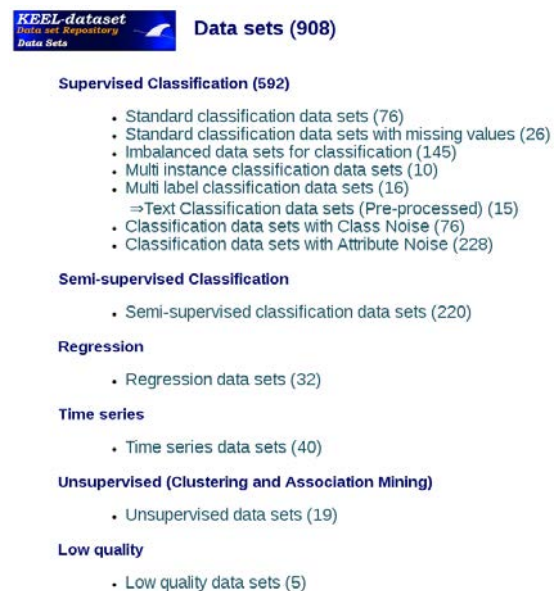 KEEL-dataset
Data set Repository
Data Sets
Data sets (908)
Supervised Classification (592)
• Standard classification data sets (76)
• Standard classification data sets with missing values (26)
• Imbalanced data sets for classification (145)
• Multi instance classification data sets (10)
• Multi label classification data sets (16)
⇒Text Classification data sets (Pre-processed) (15)
• Classification data sets with Class Noise (76)
• Classification data sets with Attribute Noise (228)
Semi-supervised Classification
• Semi-supervised classification data sets (220)
Regression
• Regression data sets (32)
Time series
• Time series data sets (40)
Unsupervised (Clustering and Association Mining)
• Unsupervised data sets (19)
Low quality
• Low quality data sets (5)